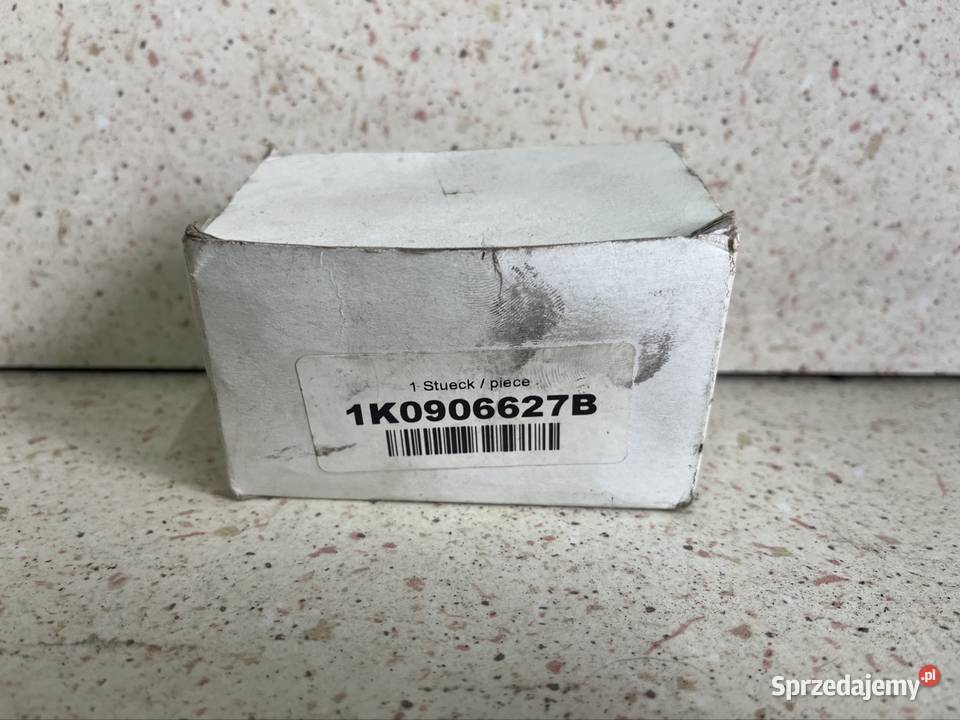 1 Stueck / piece
1K0906627B
Sprzedajemy.pl